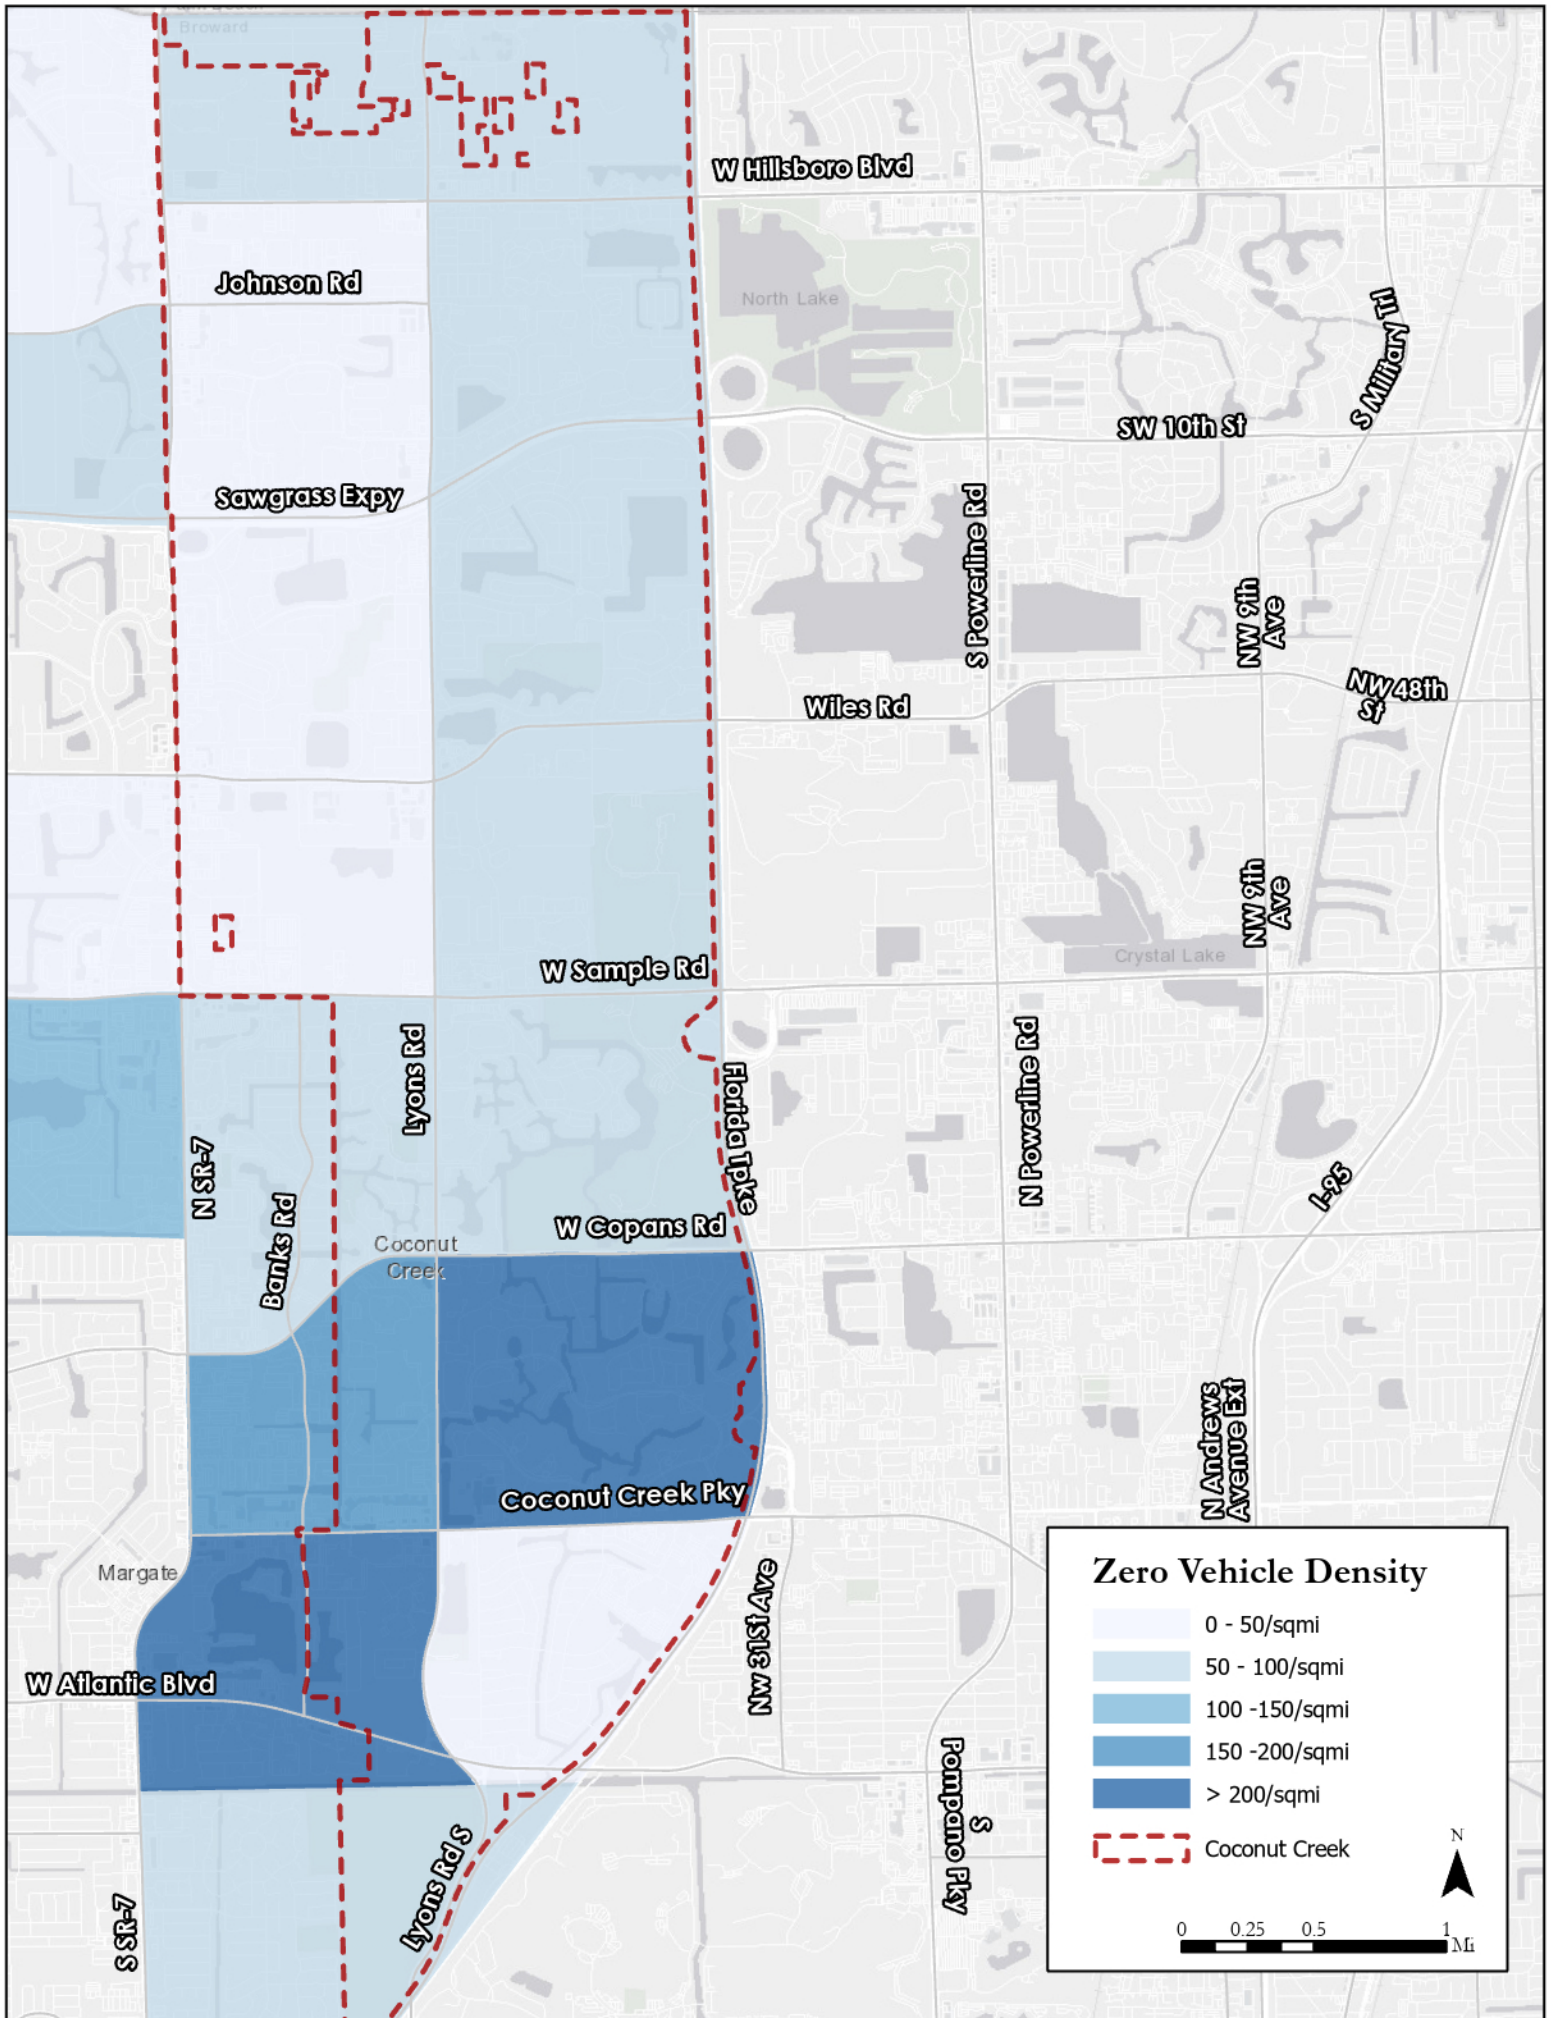 Broward
W Hillsboro Blvd
Johnson Rd
North Lake
S Military Trl
SW 10th St
Sawgrass Expy
S Powerline Rd
NW 9th
Ave
NW 48th
St
Wiles Rd
NW 9th
Ave
Crystal Lake
W Sample Rd
Lyons Rd
N Powerline Rd
Florida Tpke
N SR-7
I-95
Banks Rd
W Copans Rd
Coconut
Creek
N Andrews
Avenue Ext
Coconut Creek Pky
Margate
Nw 31St Ave
W Atlantic Blvd
S
Pompano Pky
Lyons Rd S
S SR-7
Zero Vehicle Density
0 - 50/sqmi
50 - 100/sqmi
100 -150/sqmi
150 -200/sqmi
> 200/sqmi
Coconut Creek
N
0 0.25 0.5 1
Mi